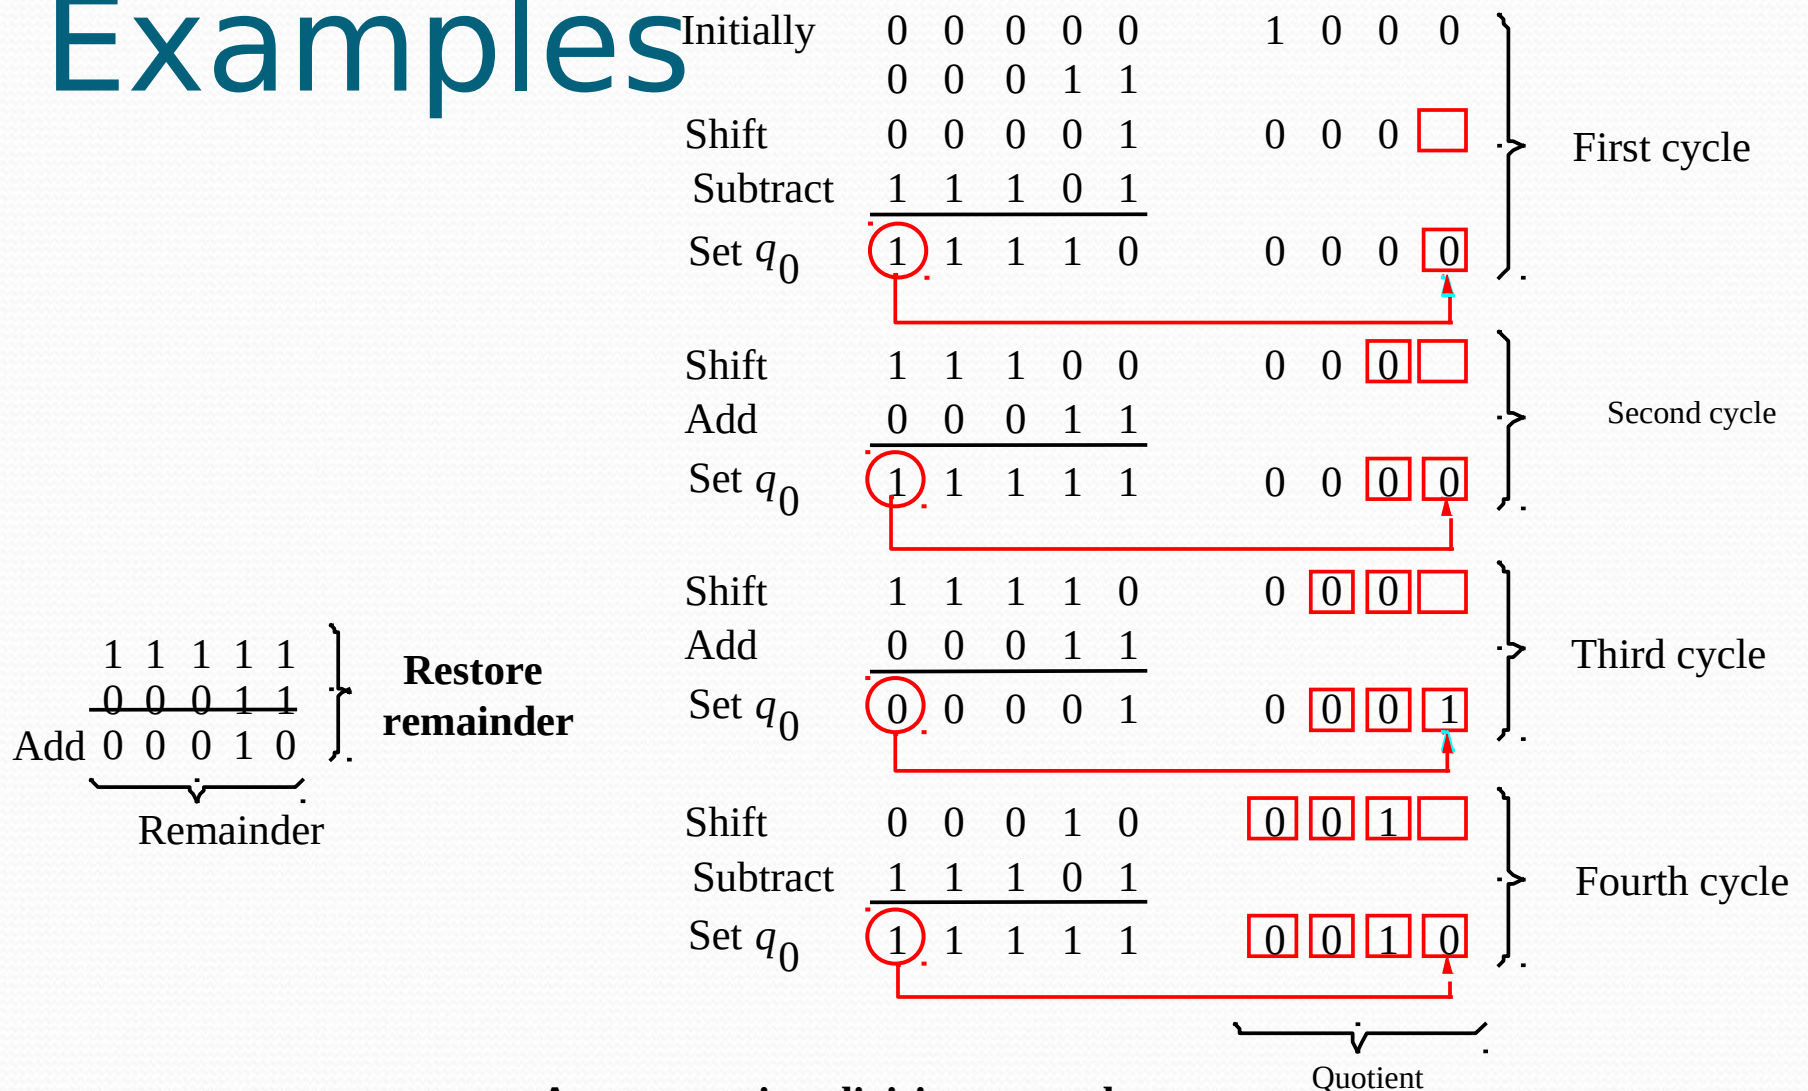 Examples
Initially 0 0 0 0 0 1 0 0 0
0 0 0 1 1
Shift 0 0 0 0 1 0 0 0
First cycle
Subtract 1 1 1 0 1
Set q0 1 1 1 1 0 0 0 0 0
Shift 1 1 1 0 0 0 0 0
Add 0 0 0 1 1
Second cycle
Set q0 1 1 1 1 1 0 0 0 0
Shift 1 1 1 1 0 0 0 0
Add 0 0 0 1 1
Third cycle
Set q0 0 0 0 0 1 0 0 0 1
Shift 0 0 0 1 0 0 0 1
Subtract 1 1 1 0 1
Fourth cycle
Set q0 1 1 1 1 1 0 0 1 0
Quotient
1 1 1 1 1
0 0 0 1 1
Add 0 0 0 1 0
Restore
remainder
Remainder